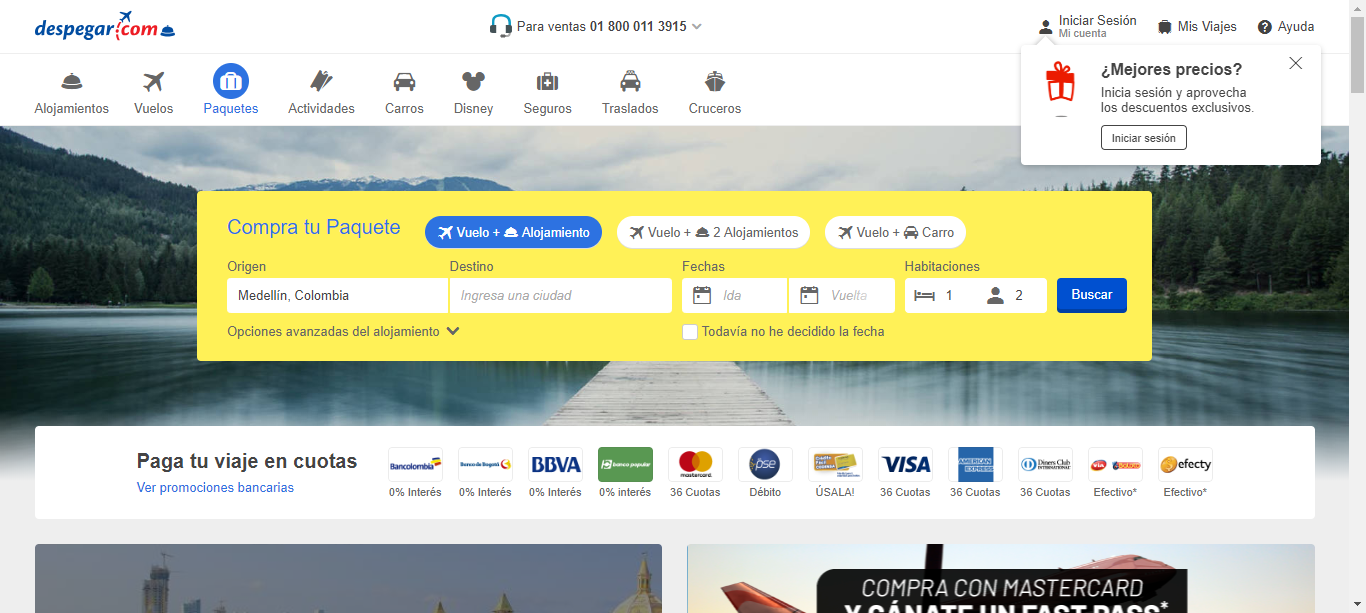 despegar.com
Para ventas 01 800 011 3915
Iniciar Sesión
Mi cuenta
Mis Viajes
Ayuda
Alojamientos
Vuelos
Paquetes
Actividades
Carros
Disney
Seguros
Traslados
Cruceros
¿Mejores precios?
Inicia sesión y aprovecha
los descuentos exclusivos.
Iniciar sesión
Compra tu Paquete
Vuelo + Alojamiento
Vuelo + 2 Alojamientos
Vuelo + Carro
Origen
Destino
Fechas
Habitaciones
Medellín, Colombia
Ingresa una ciudad
Ida
Vuelta
1
2
Buscar
Opciones avanzadas del alojamiento
Todavía no he decidido la fecha
Paga tu viaje en cuotas
Ver promociones bancarias
Bancolombia
Banco de Bogotá
BBVA
banco popular
mastercard
pse
VISA
AMERICAN EXPRESS
Diners Club
INTERNATIONAL
via
BALOTO
efecty
0% Interés
0% Interés
0% Interés
0% interés
36 Cuotas
Débito
ÚSALA!
36 Cuotas
36 Cuotas
36 Cuotas
Efectivo*
Efectivo*
COMPRA CON MASTERCARD
Y GÁNATE UN FAST PASS*